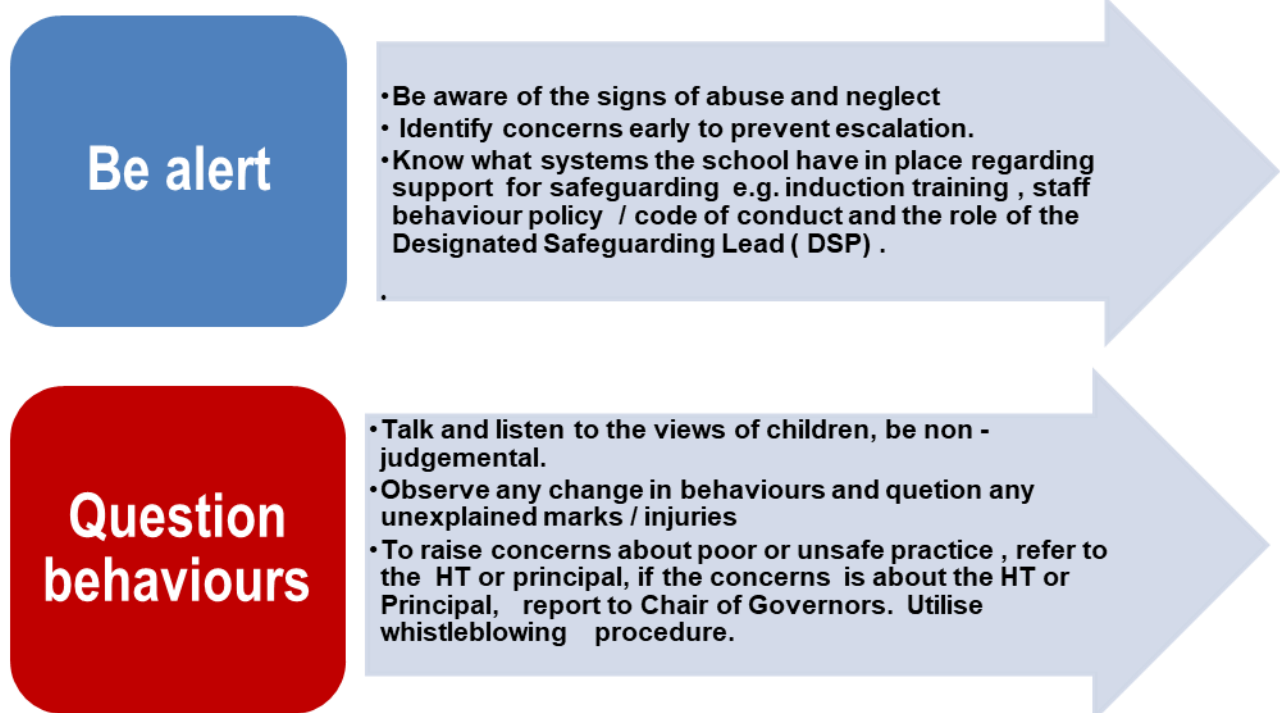 Be alert
•Be aware of the signs of abuse and neglect
• Identify concerns early to prevent escalation.
•Know what systems the school have in place regarding
support for safeguarding e.g. induction training , staff
behaviour policy / code of conduct and the role of the
Designated Safeguarding Lead ( DSP) .
.
Question
behaviours
•Talk and listen to the views of children, be non -
judgemental.
•Observe any change in behaviours and quetion any
unexplained marks / injuries
•To raise concerns about poor or unsafe practice , refer to
the HT or principal, if the concerns is about the HT or
Principal, report to Chair of Governors. Utilise
whistleblowing procedure.